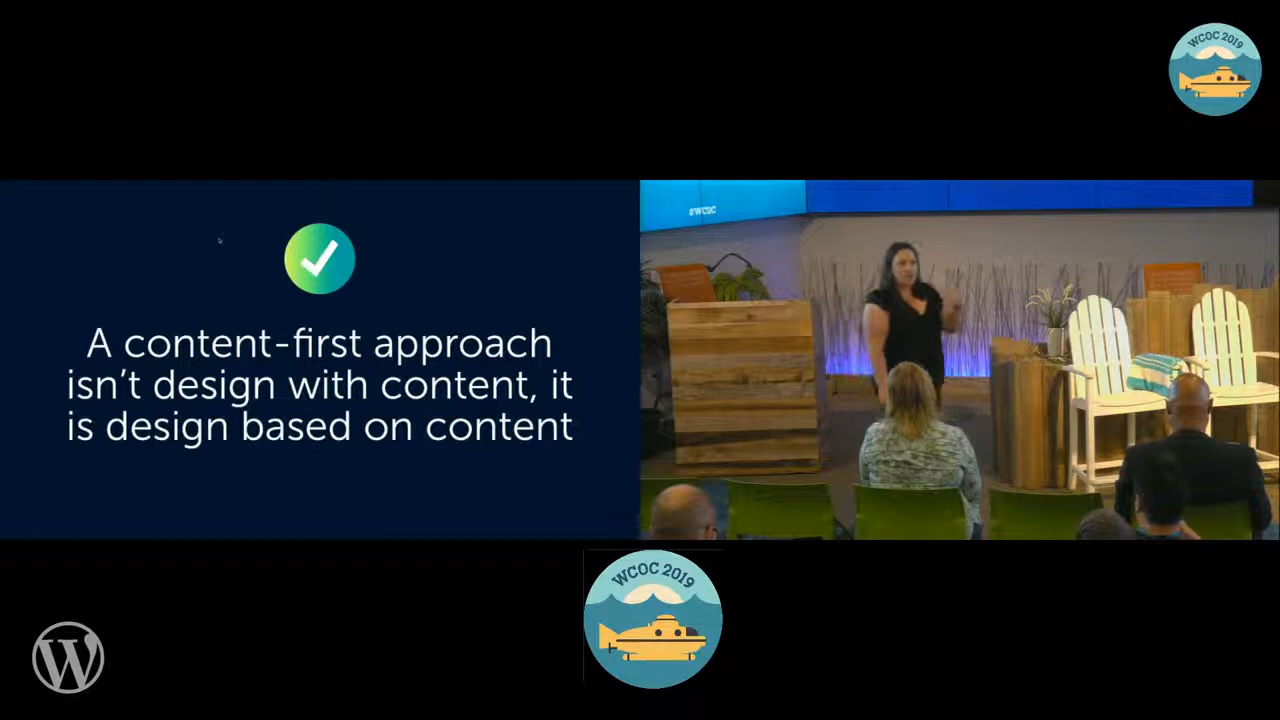 WCOC 2019
#WCOC
A content-first approach
isn’t design with content, it
is design based on content
WCOC 2019
W